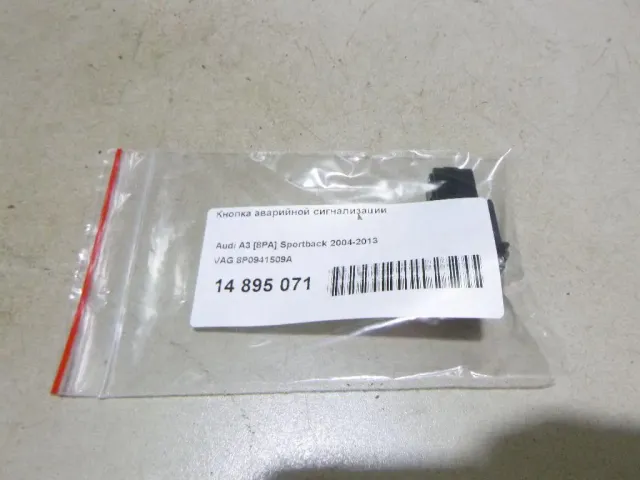 Кнопка аварийной сигнализации
Audi A3 [8PA] Sportback 2004-2013
VAG 8P0941509A
14 895 071